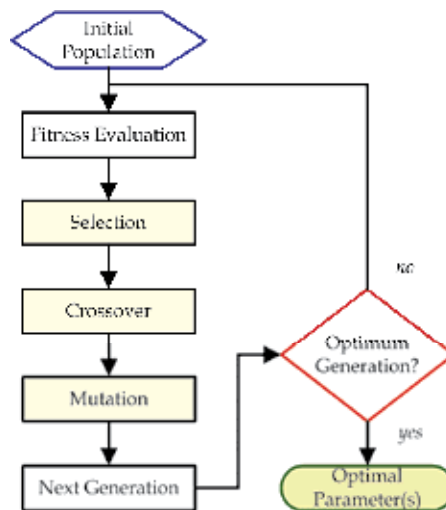 Initial
Population
Fitness Evaluation
Selection
no
Crossover
Optimum
Generation?
Mutation
yes
Next Generation
Optimal
Parameter(s)